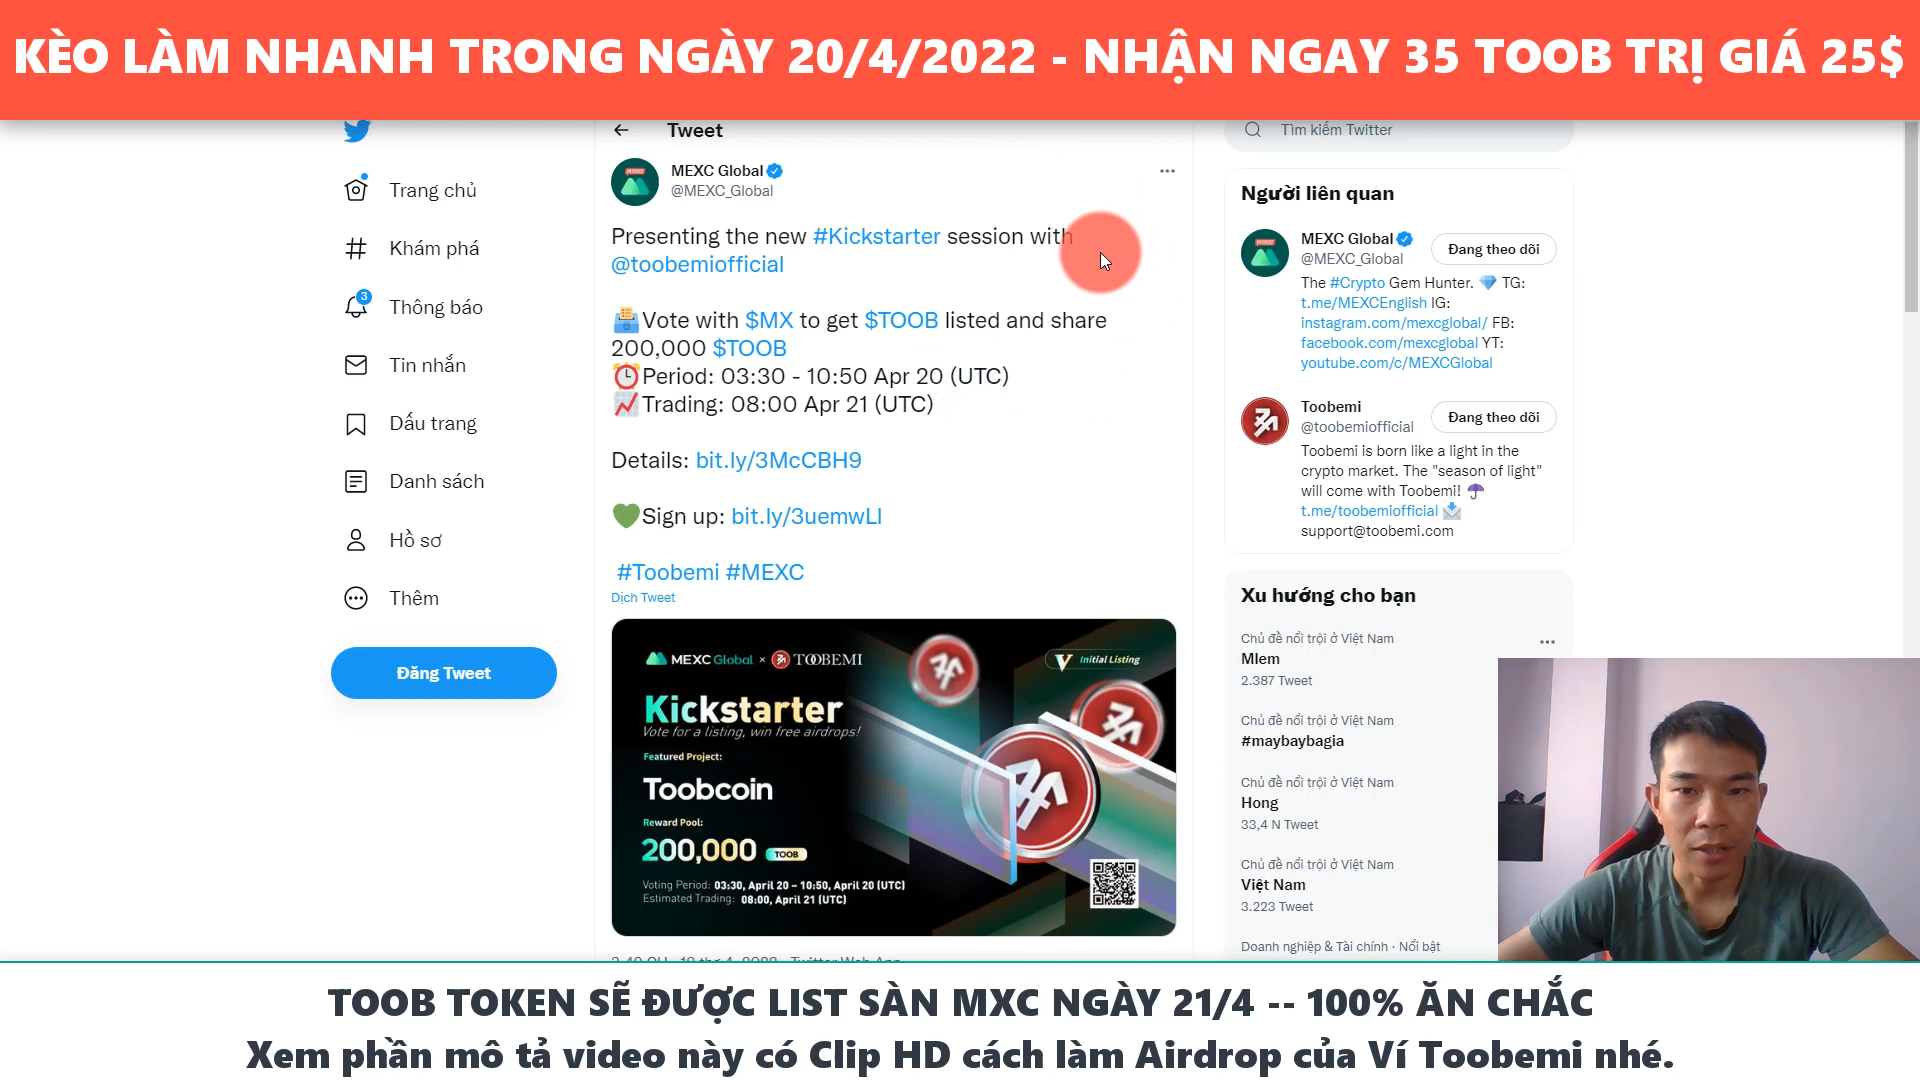 KÈO LÀM NHANH TRONG NGÀY 20/4/2022 - NHẬN NGAY 35 TOOB TRỊ GIÁ 25$
Trang chủ
Khám phá
3
Thông báo
Tin nhắn
Dấu trang
Danh sách
Hồ sơ
Thêm
Đăng Tweet
Tweet
MEXC Global
@MEXC_Global
Presenting the new #Kickstarter session with
@toobemiofficial
Vote with $MX to get $TOOB listed and share
200,000 $TOOB
Period: 03:30 - 10:50 Apr 20 (UTC)
Trading: 08:00 Apr 21 (UTC)
Details: bit.ly/3McCBH9
Sign up: bit.ly/3uemwLI
#Toobemi #MEXC
Dịch Tweet
MEXC Global × TOOBEMI
Initial Listing
Kickstarter
Vote for a listing, win free airdrops!
Featured Project:
Toobcoin
Reward Pool:
200,000 TOOB
Voting Period: 03:30, April 20 – 10:50, April 20 (UTC)
Estimated Trading: 08:00, April 21 (UTC)
Tìm kiếm Twitter
Người liên quan
MEXC Global
@MEXC_Global
Đang theo dõi
The #Crypto Gem Hunter. TG:
t.me/MEXCEnglish IG:
instagram.com/mexcglobal/ FB:
facebook.com/mexcglobal YT:
youtube.com/c/MEXCGlobal
Toobemi
@toobemiofficial
Đang theo dõi
Toobemi is born like a light in the
crypto market. The "season of light"
will come with Toobemi!
t.me/toobemiofficial
support@toobemi.com
Xu hướng cho bạn
Chủ đề nổi trội ở Việt Nam
Mlem
2.387 Tweet
Chủ đề nổi trội ở Việt Nam
#maybaybagia
Chủ đề nổi trội ở Việt Nam
Hong
33,4 N Tweet
Chủ đề nổi trội ở Việt Nam
Việt Nam
3.223 Tweet
Doanh nghiệp & Tài chính · Nổi bật
TOOB TOKEN SẼ ĐƯỢC LIST SÀN MXC NGÀY 21/4 -- 100% ĂN CHẮC
Xem phần mô tả video này có Clip HD cách làm Airdrop của Ví Toobemi nhé.